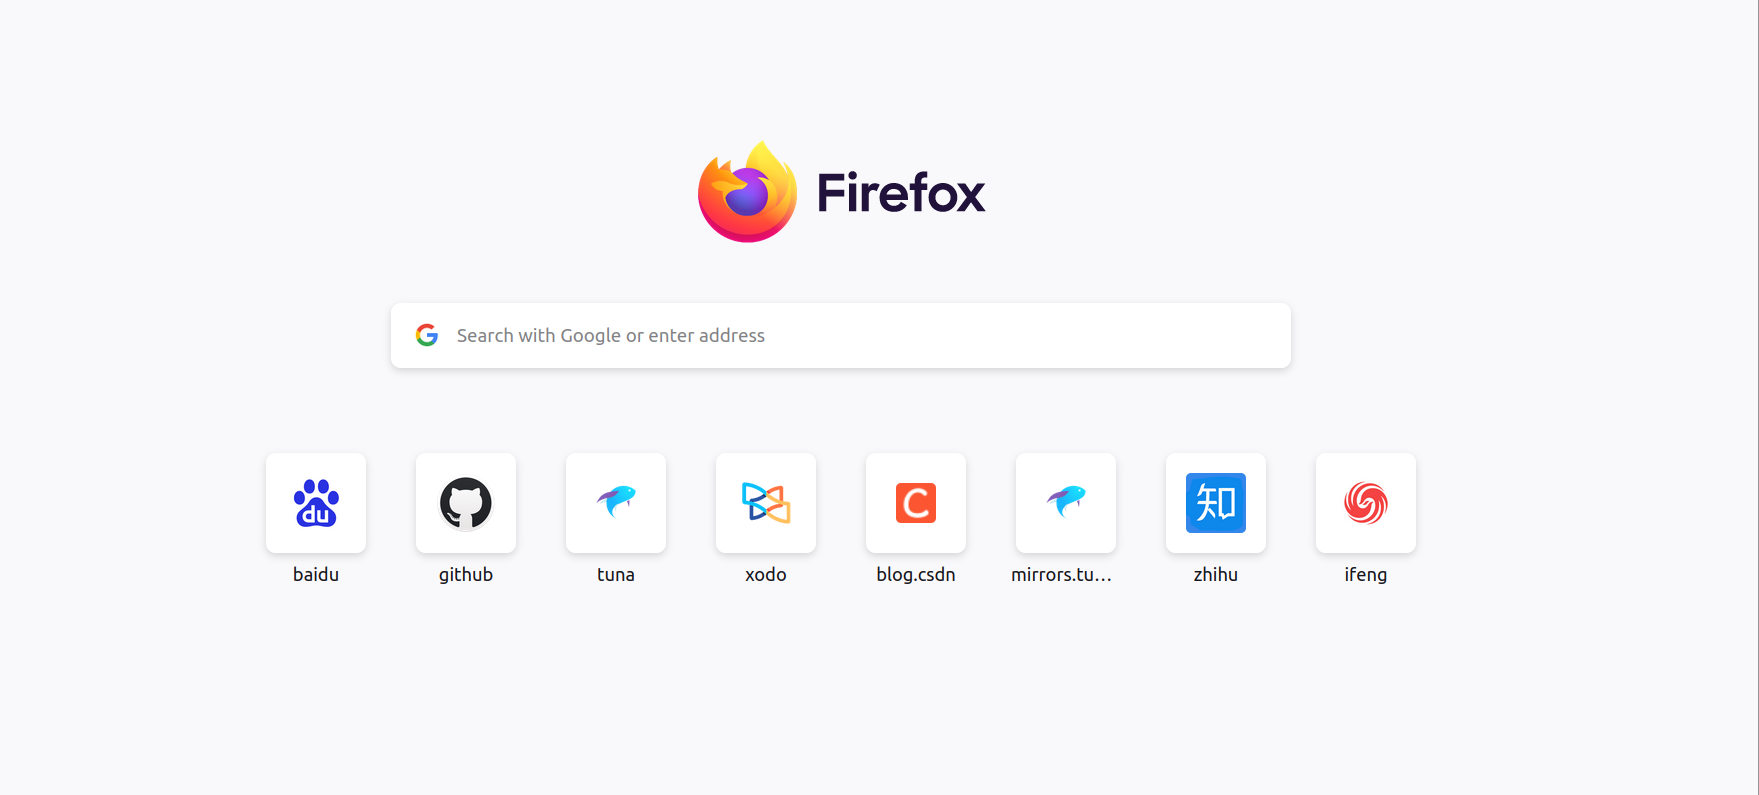 Firefox
Search with Google or enter address
du
C
知
baidu
github
tuna
xodo
blog.csdn
mirrors.tu...
zhihu
ifeng